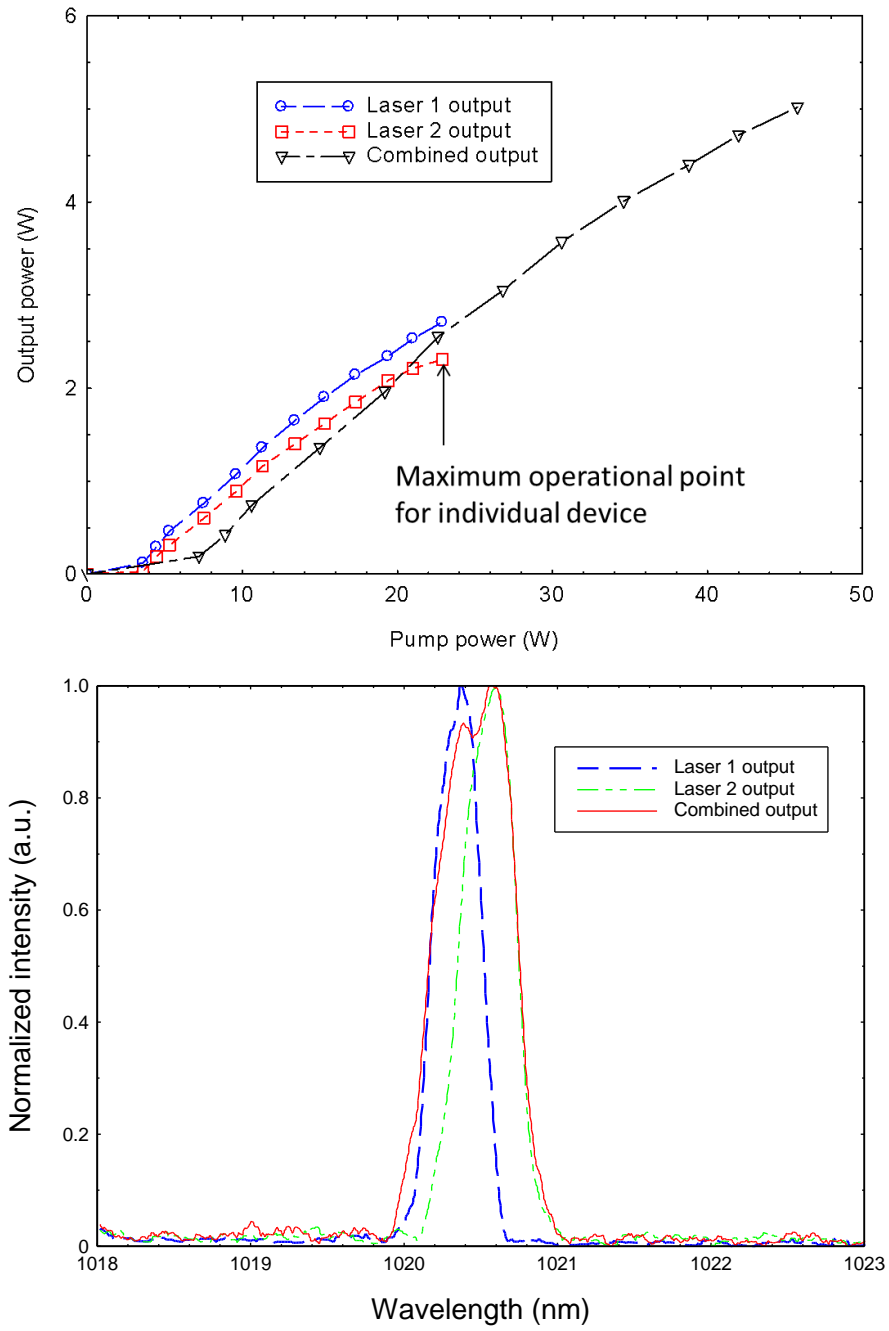 6
Laser 1 output
Laser 2 output
Combined output
4
Output power (W)
2
Maximum operational point
for individual device
0
0 10 20 30 40 50
Pump power (W)
1.0
Laser 1 output
Laser 2 output
Combined output
0.8
0.6
Normalized intensity (a.u.)
0.4
0.2
0
1018 1019 1020 1021 1022 1023
Wavelength (nm)